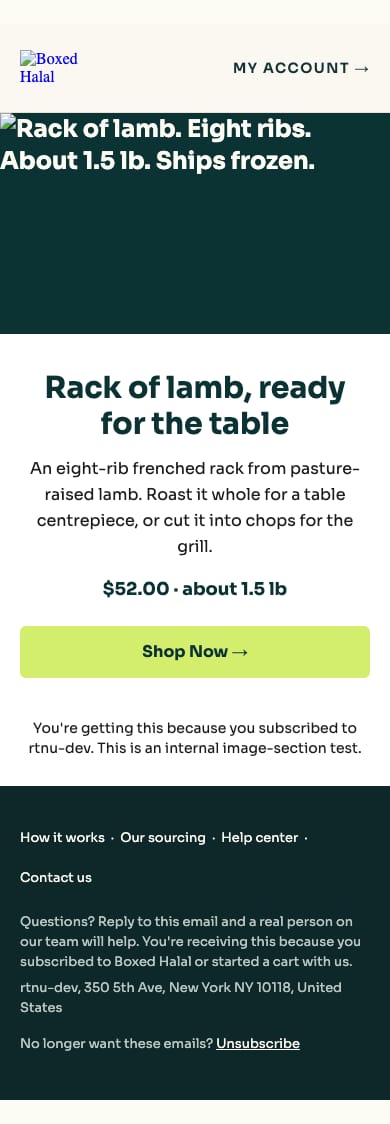 Boxed
Halal
MY ACCOUNT →
Rack of lamb. Eight ribs.
About 1.5 lb. Ships frozen.
Rack of lamb, ready
for the table
An eight-rib frenched rack from pasture-
raised lamb. Roast it whole for a table
centrepiece, or cut it into chops for the
grill.
$52.00 · about 1.5 lb
Shop Now →
You're getting this because you subscribed to
rtnu-dev. This is an internal image-section test.
How it works · Our sourcing · Help center ·
Contact us
Questions? Reply to this email and a real person on
our team will help. You're receiving this because you
subscribed to Boxed Halal or started a cart with us.
rtnu-dev, 350 5th Ave, New York NY 10118, United
States
No longer want these emails? Unsubscribe